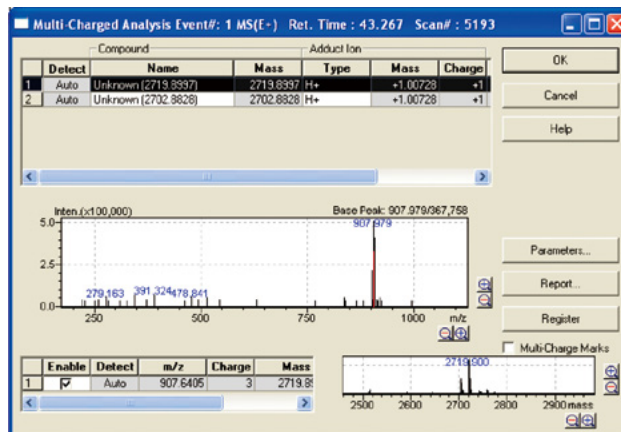 Multi-Charged Analysis Event#: 1 MS(E+) Ret. Time : 43.267 Scan# : 5193
Compound Adduct Ion
Detect Name Mass Type Mass Charge
1 Auto Unknown (2719.8997) 2719.8997 H+ +1.00728 +1
2 Auto Unknown (2702.8828) 2702.8828 H+ +1.00728 +1
OK
Cancel
Help
Inten.(x100,000) Base Peak: 907.979/367,758
5.0
907.979
2.5
279.163 391.324 478.841
0.0
250 500 750 1000 m/z
Parameters...
Report...
Register
Multi-Charge Marks
Enable Detect m/z Charge Mass
1 Auto 907.6405 3 2719.89
2719.900
2500 2600 2700 2800 2900 mass